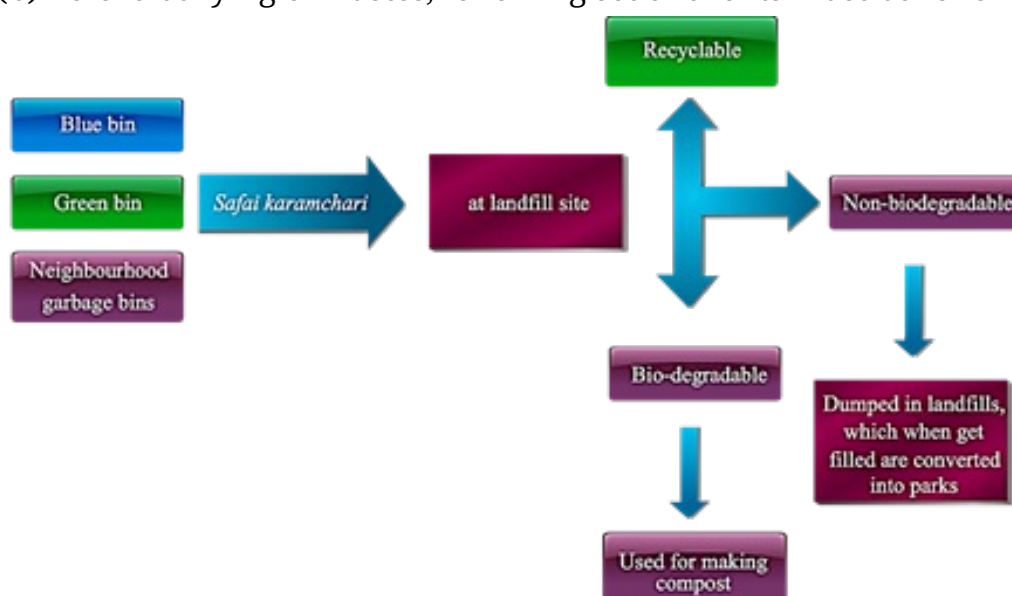 Recyclable
Blue bin
Green bin
Safai karamchari
at landfill site
Non-biodegradable
Neighbourhood
garbage bins
Bio-degradable
Dumped in landfills,
which when get
filled are converted
into parks
Used for making
compost